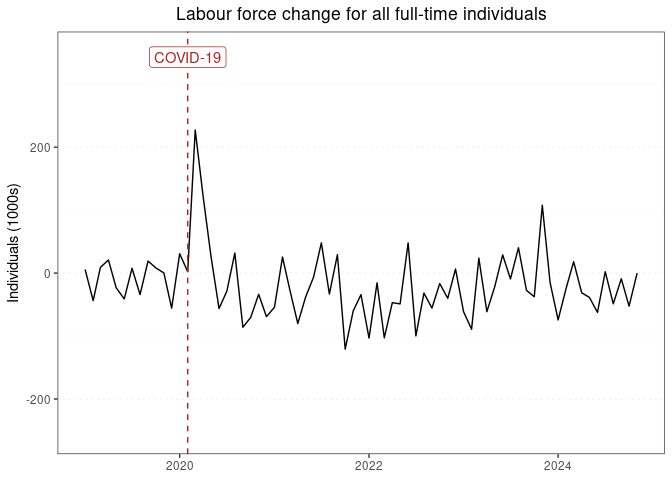 Labour force change for all full-time individuals
COVID-19
Individuals (1000s)
200
0
-200
2020
2022
2024